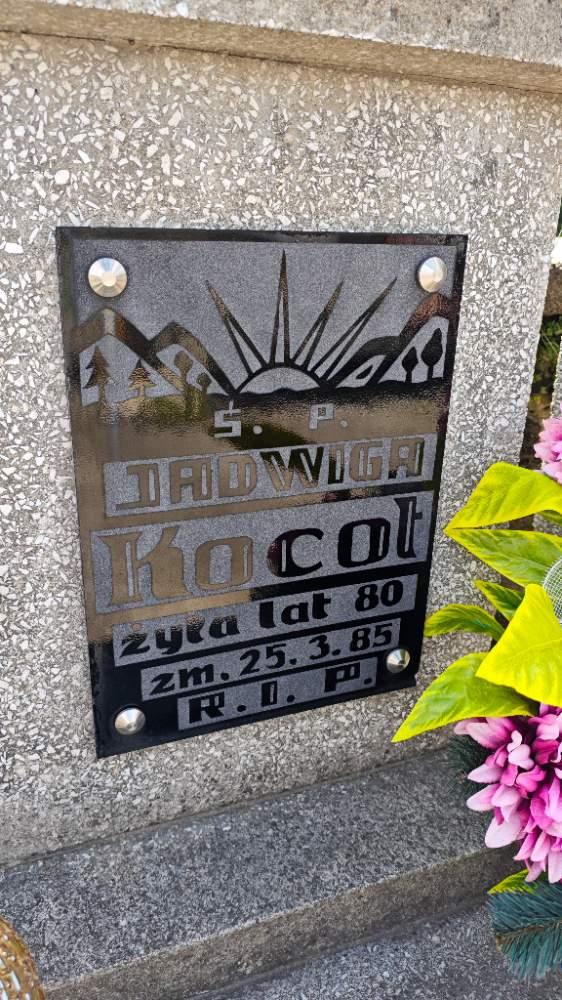 Ś. P.
JADWIGA
Kocot
żyła lat 80
zm. 25. 3. 85
R. I. P.